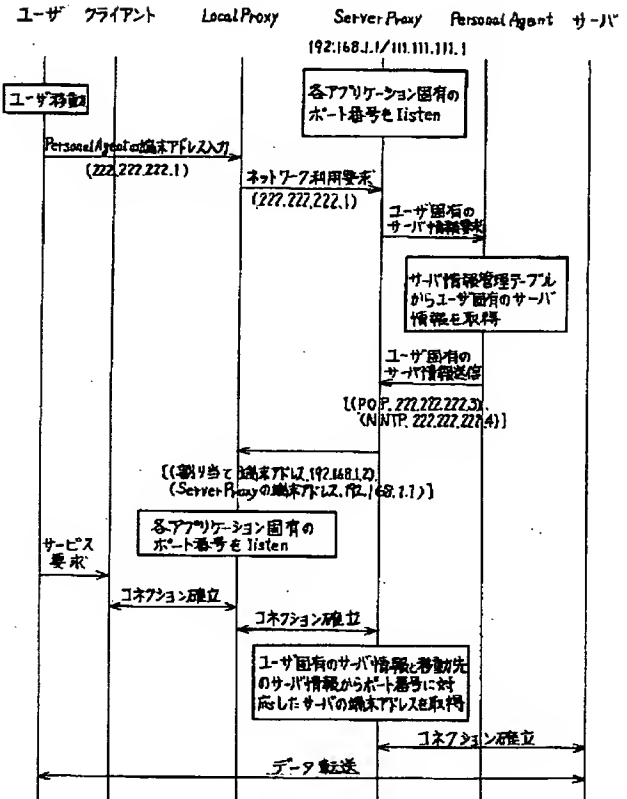 ユーザ クライアント LocalProxy ServerProxy Personal Agent サーバ
192.168.1.1/111.111.111.1
ユーザ移動
各アプリケーション固有の
ポート番号をlisten
PersonalAgentの端末アドレス入力
(222.222.222.1)
ネットワーク利用要求
(222.222.222.1)
ユーザ固有の
サーバ情報要求
サーバ情報管理テーブル
からユーザ固有のサーバ
情報を取得
ユーザ固有の
サーバ情報送信
[(POP. 222.222.222.3),
(NNTP. 222.222.222.4)]
[(割り当て端末アドレス.192.168.1.2),
(ServerProxyの端末アドレス.192.168.1.1)]
各アプリケーション固有の
ポート番号をlisten
サービス
要求
コネクション確立
コネクション確立
ユーザ固有のサーバ情報と移動先
のサーバ情報からポート番号に対
応したサーバの端末アドレスを取得
コネクション確立
データ転送